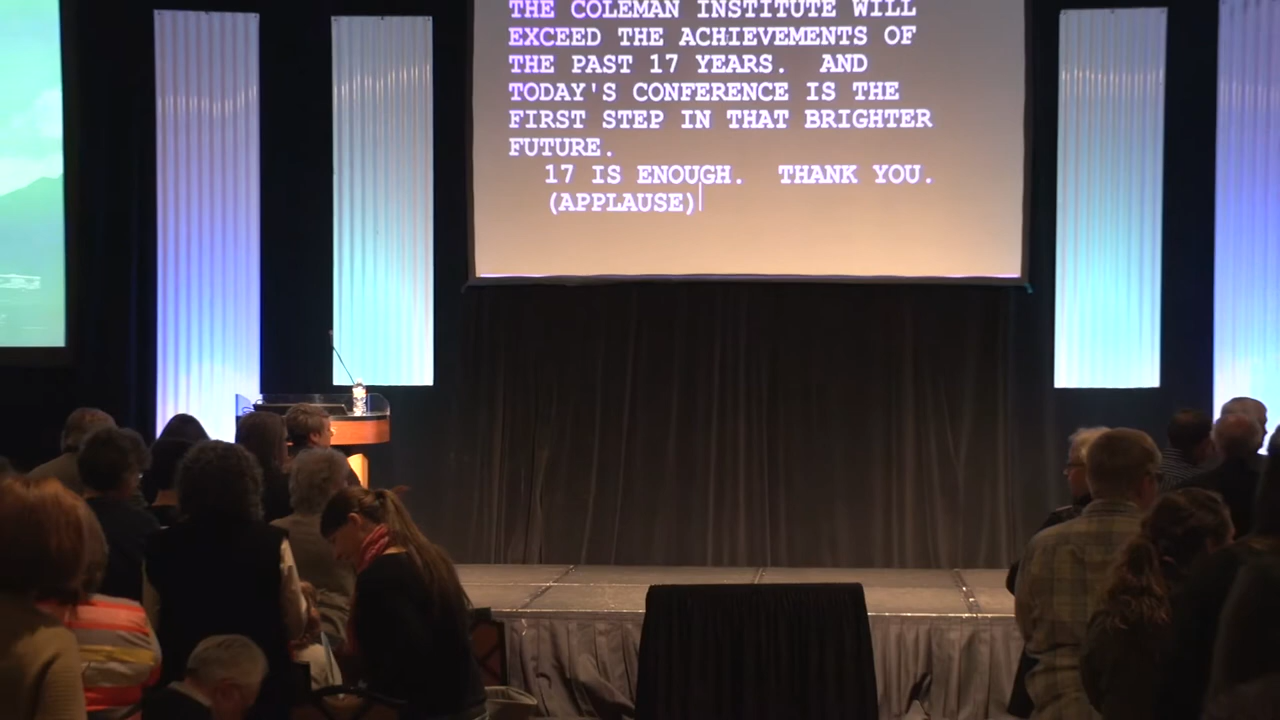 THE COLEMAN INSTITUTE WILL
EXCEED THE ACHIEVEMENTS OF
THE PAST 17 YEARS. AND
TODAY'S CONFERENCE IS THE
FIRST STEP IN THAT BRIGHTER
FUTURE.
17 IS ENOUGH. THANK YOU.
(APPLAUSE)